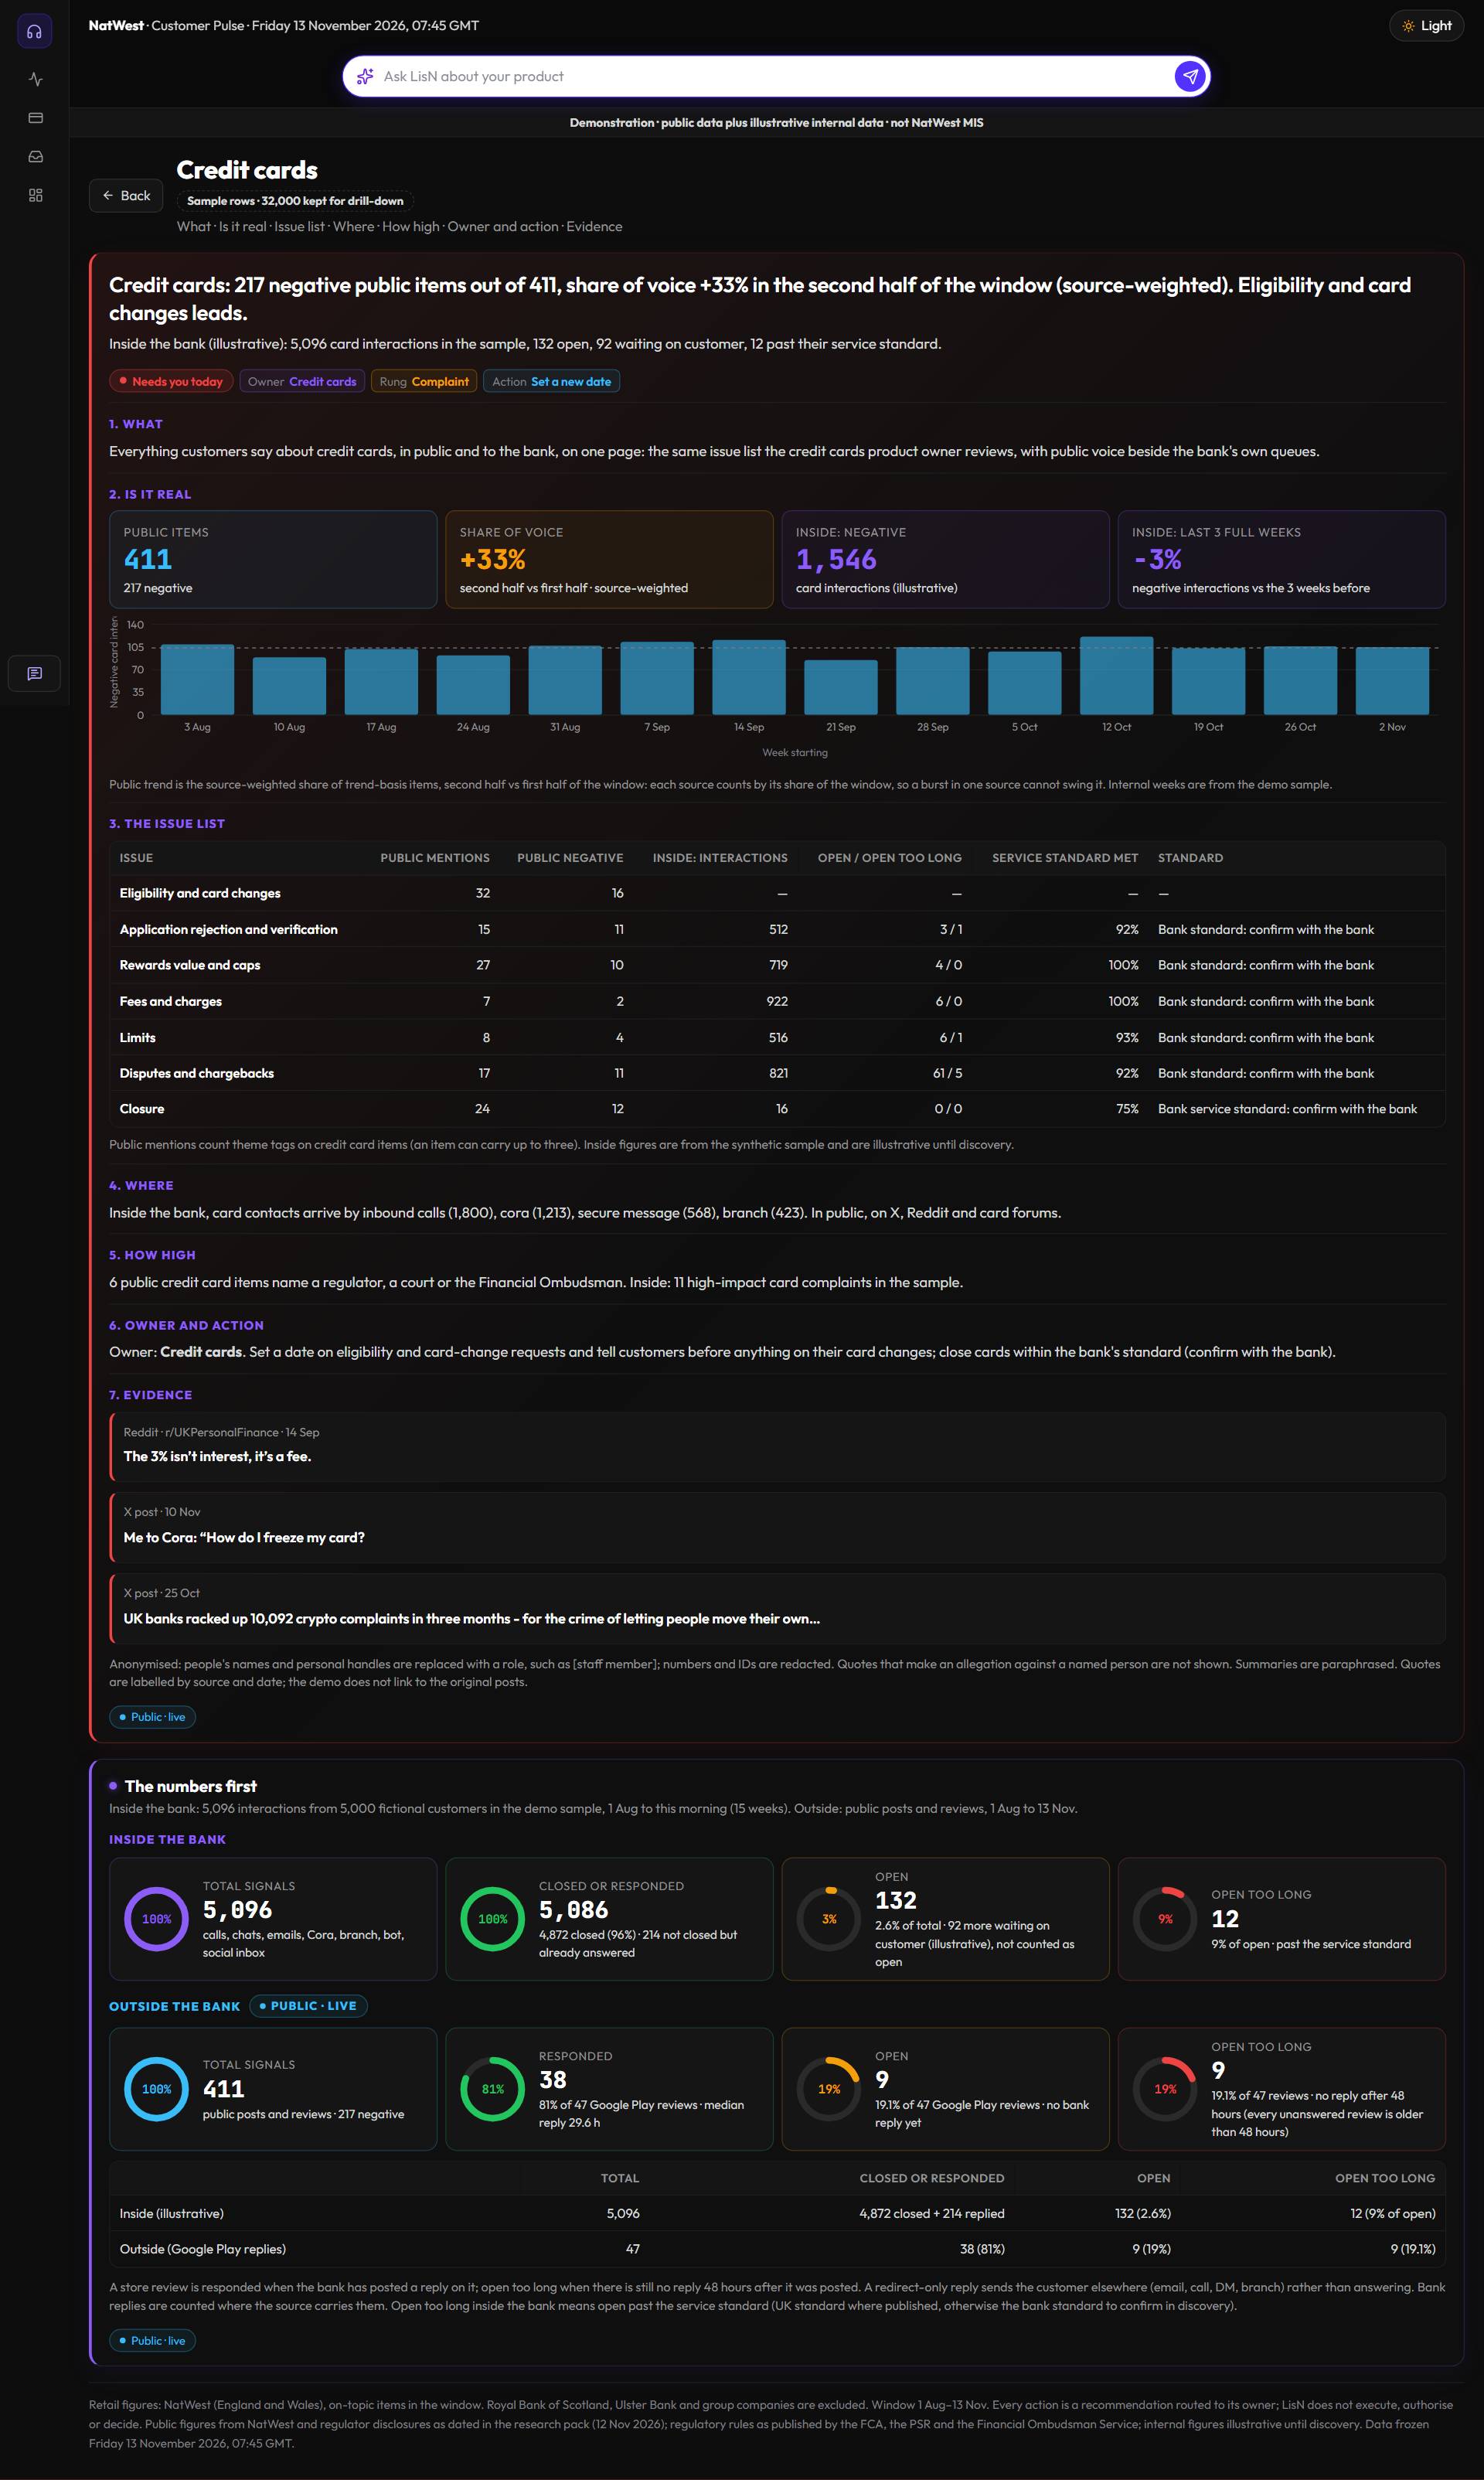 NatWest · Customer Pulse · Friday 13 November 2026, 07:45 GMT
Light
Ask LisN about your product
Demonstration · public data plus illustrative internal data · not NatWest MIS
Back
Credit cards
Sample rows · 32,000 kept for drill-down
What · Is it real · Issue list · Where · How high · Owner and action · Evidence
Credit cards: 217 negative public items out of 411, share of voice +33% in the second half of the window (source-weighted). Eligibility and card
changes leads.
Inside the bank (illustrative): 5,096 card interactions in the sample, 132 open, 92 waiting on customer, 12 past their service standard.
Needs you today Owner Credit cards Rung Complaint Action Set a new date
1. WHAT
Everything customers say about credit cards, in public and to the bank, on one page: the same issue list the credit cards product owner reviews, with public voice beside the bank's own queues.
2. IS IT REAL
PUBLIC ITEMS
411
217 negative
SHARE OF VOICE
+33%
second half vs first half · source-weighted
INSIDE: NEGATIVE
1,546
card interactions (illustrative)
INSIDE: LAST 3 FULL WEEKS
-3%
negative interactions vs the 3 weeks before
Negative card inten
140
105
70
35
0
3 Aug 10 Aug 17 Aug 24 Aug 31 Aug 7 Sep 14 Sep 21 Sep 28 Sep 5 Oct 12 Oct 19 Oct 26 Oct 2 Nov
Week starting
Public trend is the source-weighted share of trend-basis items, second half vs first half of the window: each source counts by its share of the window, so a burst in one source cannot swing it. Internal weeks are from the demo sample.
3. THE ISSUE LIST
ISSUE PUBLIC MENTIONS PUBLIC NEGATIVE INSIDE: INTERACTIONS OPEN / OPEN TOO LONG SERVICE STANDARD MET STANDARD
Eligibility and card changes 32 16 — — — —
Application rejection and verification 15 11 512 3 / 1 92% Bank standard: confirm with the bank
Rewards value and caps 27 10 719 4 / 0 100% Bank standard: confirm with the bank
Fees and charges 7 2 922 6 / 0 100% Bank standard: confirm with the bank
Limits 8 4 516 6 / 1 93% Bank standard: confirm with the bank
Disputes and chargebacks 17 11 821 61 / 5 92% Bank standard: confirm with the bank
Closure 24 12 16 0 / 0 75% Bank service standard: confirm with the bank
Public mentions count theme tags on credit card items (an item can carry up to three). Inside figures are from the synthetic sample and are illustrative until discovery.
4. WHERE
Inside the bank, card contacts arrive by inbound calls (1,800), cora (1,213), secure message (568), branch (423). In public, on X, Reddit and card forums.
5. HOW HIGH
6 public credit card items name a regulator, a court or the Financial Ombudsman. Inside: 11 high-impact card complaints in the sample.
6. OWNER AND ACTION
Owner: Credit cards. Set a date on eligibility and card-change requests and tell customers before anything on their card changes; close cards within the bank's standard (confirm with the bank).
7. EVIDENCE
Reddit · r/UKPersonalFinance · 14 Sep
The 3% isn’t interest, it’s a fee.
X post · 10 Nov
Me to Cora: “How do I freeze my card?
X post · 25 Oct
UK banks racked up 10,092 crypto complaints in three months - for the crime of letting people move their own...
Anonymised: people's names and personal handles are replaced with a role, such as [staff member]; numbers and IDs are redacted. Quotes that make an allegation against a named person are not shown. Summaries are paraphrased. Quotes
are labelled by source and date; the demo does not link to the original posts.
Public · live
The numbers first
Inside the bank: 5,096 interactions from 5,000 fictional customers in the demo sample, 1 Aug to this morning (15 weeks). Outside: public posts and reviews, 1 Aug to 13 Nov.
INSIDE THE BANK
100%
TOTAL SIGNALS
5,096
calls, chats, emails, Cora, branch, bot,
social inbox
100%
CLOSED OR RESPONDED
5,086
4,872 closed (96%) · 214 not closed but
already answered
3%
OPEN
132
2.6% of total · 92 more waiting on
customer (illustrative), not counted as
open
9%
OPEN TOO LONG
12
9% of open · past the service standard
OUTSIDE THE BANK PUBLIC · LIVE
100%
TOTAL SIGNALS
411
public posts and reviews · 217 negative
81%
RESPONDED
38
81% of 47 Google Play reviews · median
reply 29.6 h
19%
OPEN
9
19.1% of 47 Google Play reviews · no bank
reply yet
19%
OPEN TOO LONG
9
19.1% of 47 reviews · no reply after 48
hours (every unanswered review is older
than 48 hours)
TOTAL CLOSED OR RESPONDED OPEN OPEN TOO LONG
Inside (illustrative) 5,096 4,872 closed + 214 replied 132 (2.6%) 12 (9% of open)
Outside (Google Play replies) 47 38 (81%) 9 (19%) 9 (19.1%)
A store review is responded when the bank has posted a reply on it; open too long when there is still no reply 48 hours after it was posted. A redirect-only reply sends the customer elsewhere (email, call, DM, branch) rather than answering. Bank
replies are counted where the source carries them. Open too long inside the bank means open past the service standard (UK standard where published, otherwise the bank standard to confirm in discovery).
Public · live
Retail figures: NatWest (England and Wales), on-topic items in the window. Royal Bank of Scotland, Ulster Bank and group companies are excluded. Window 1 Aug–13 Nov. Every action is a recommendation routed to its owner; LisN does not execute, authorise
or decide. Public figures from NatWest and regulator disclosures as dated in the research pack (12 Nov 2026); regulatory rules as published by the FCA, the PSR and the Financial Ombudsman Service; internal figures illustrative until discovery. Data frozen
Friday 13 November 2026, 07:45 GMT.